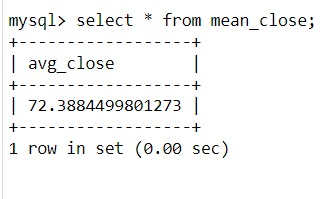 mysql> select * from mean_close;
+------------------+
| avg_close        |
+------------------+
| 72.3884499801273 |
+------------------+
1 row in set (0.00 sec)